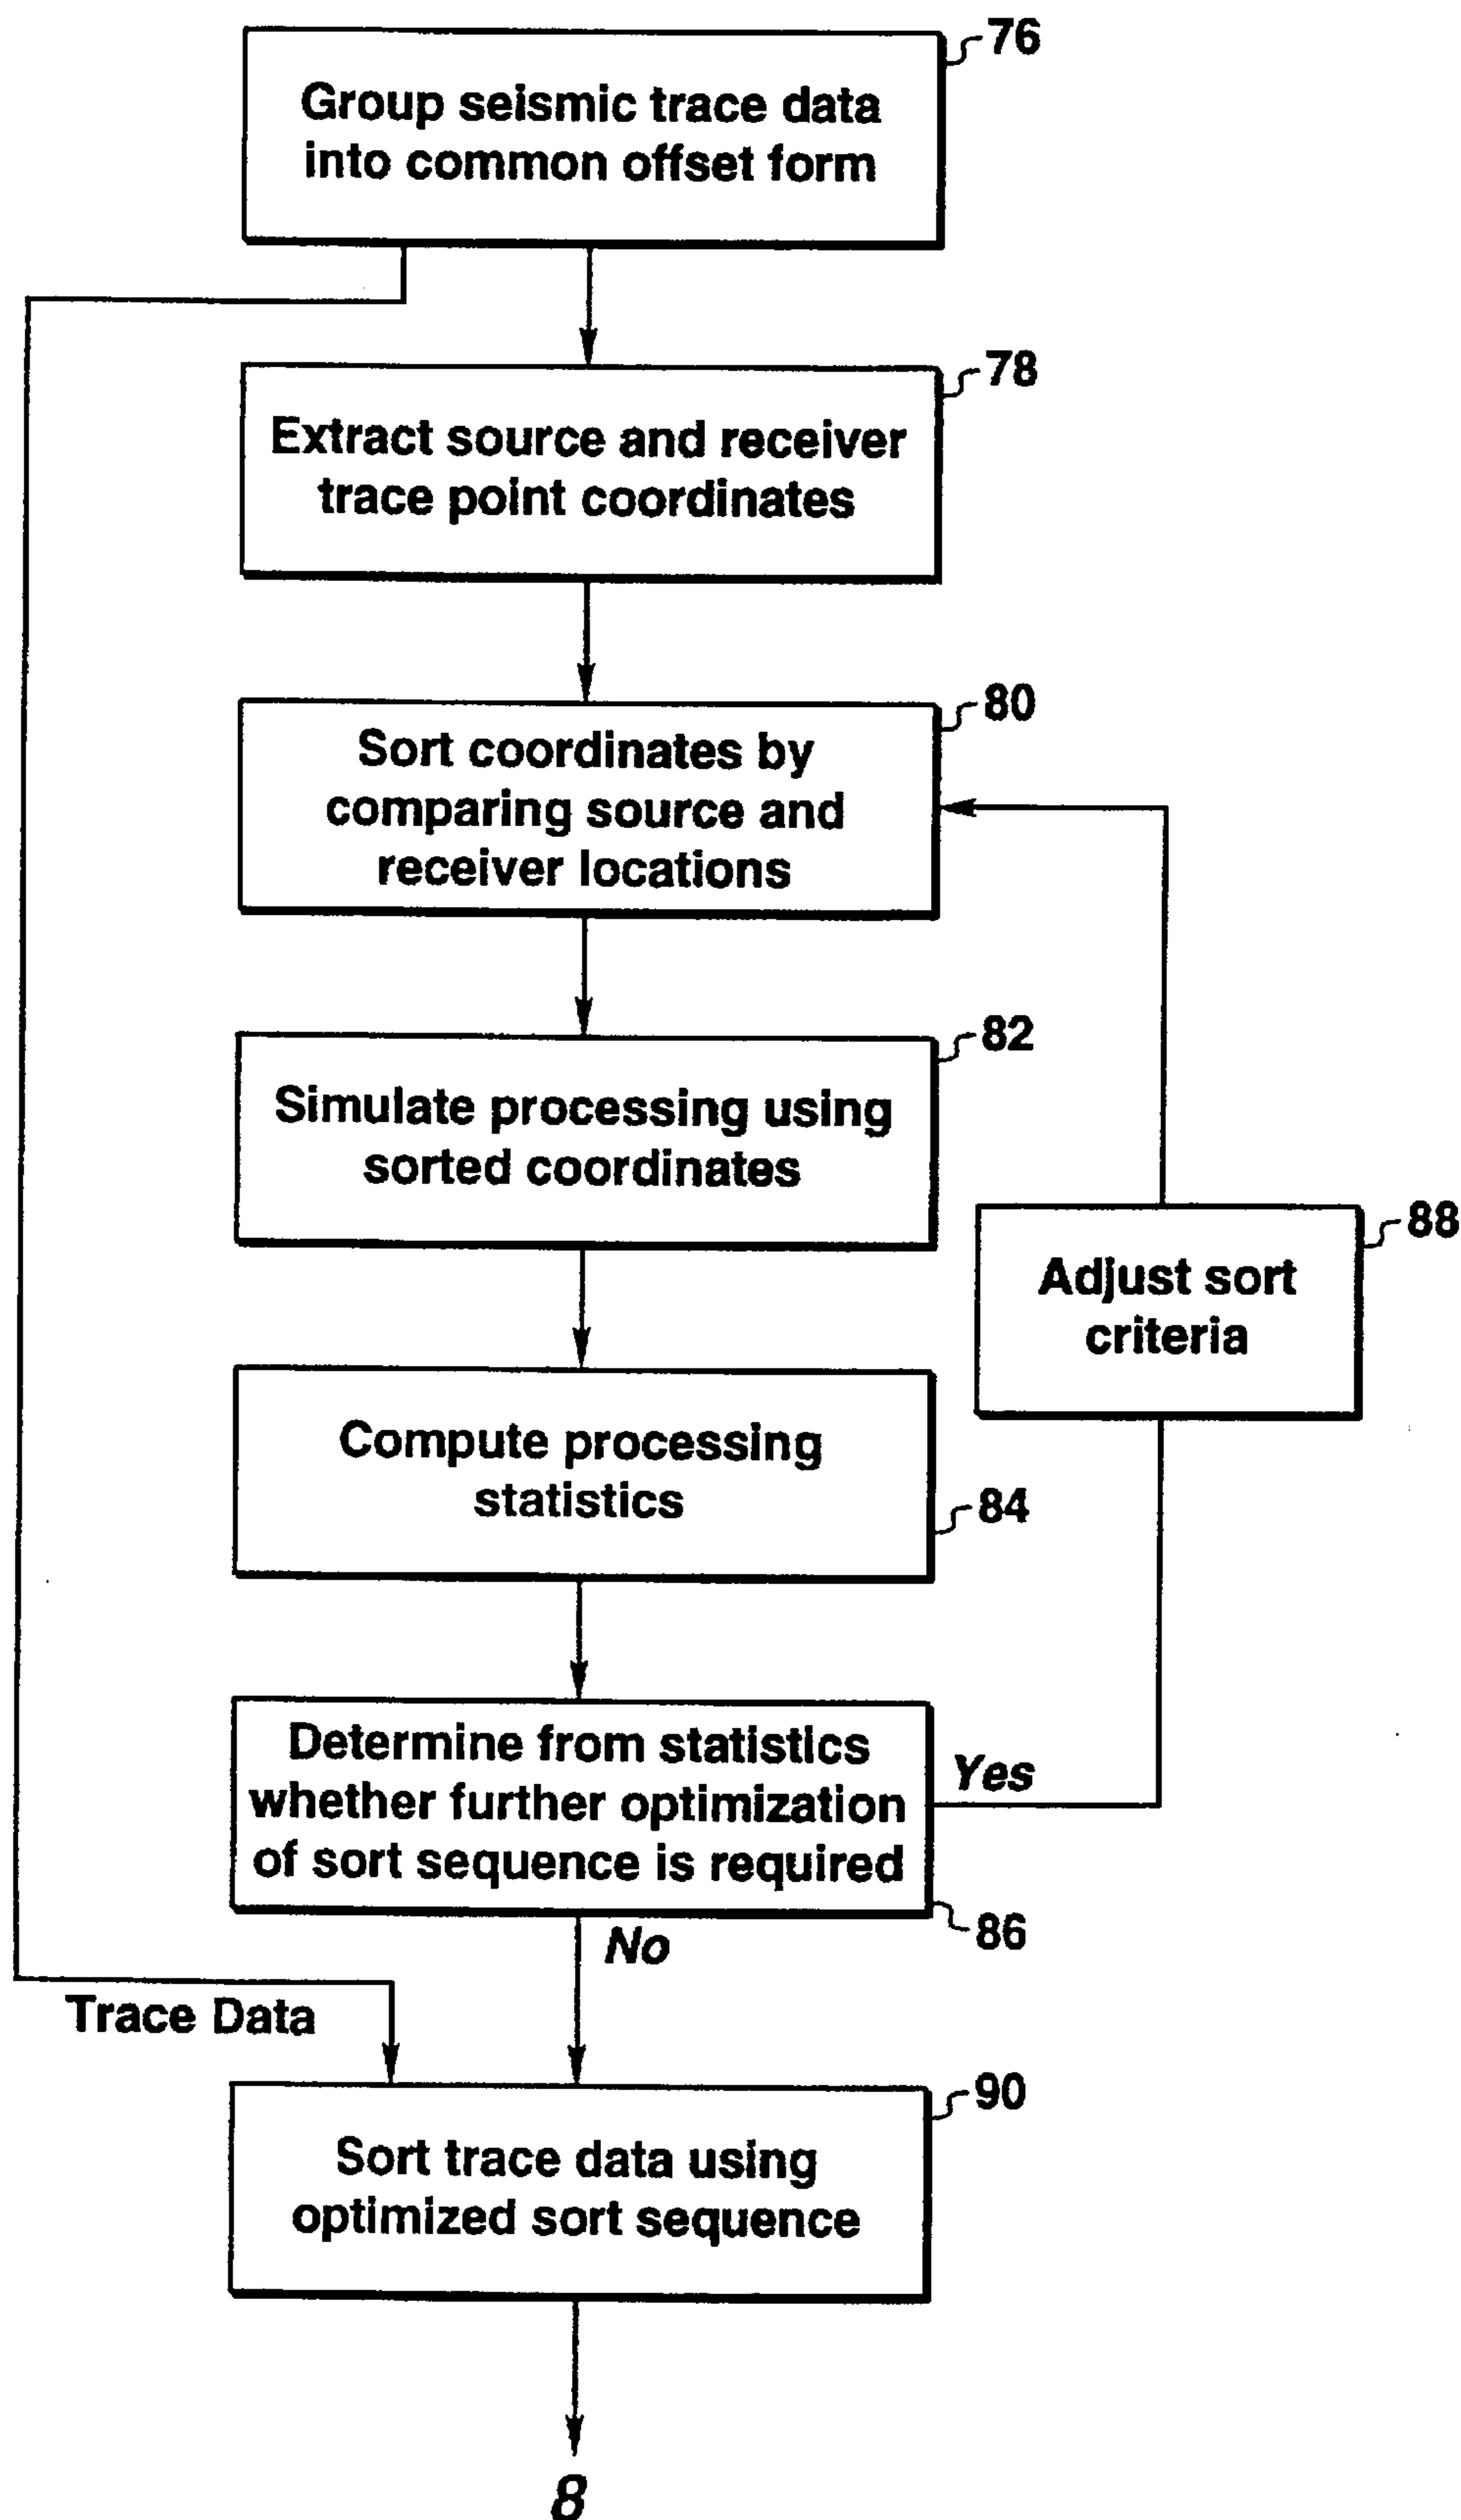 76
Group seismic trace data
into common offset form
78
Extract source and receiver
trace point coordinates
80
Sort coordinates by
comparing source and
receiver locations
82
Simulate processing using
sorted coordinates
88
Adjust sort
criteria
Compute processing
statistics
84
Determine from statistics
whether further optimization
of sort sequence is required
Yes
86
No
Trace Data
90
Sort trace data using
optimized sort sequence
8